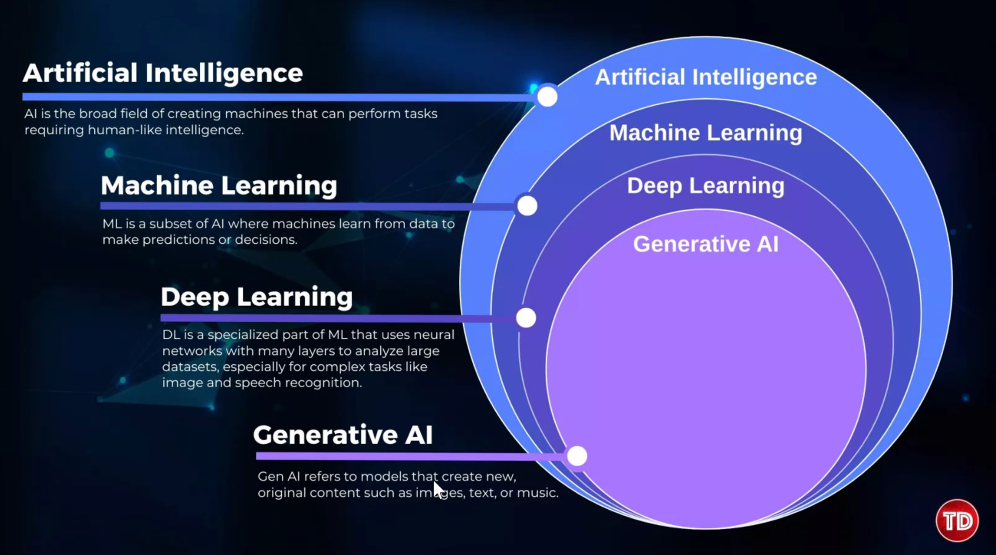 Artificial Intelligence
AI is the broad field of creating machines that can perform tasks
requiring human-like intelligence.
Machine Learning
ML is a subset of AI where machines learn from data to
make predictions or decisions.
Deep Learning
DL is a specialized part of ML that uses neural
networks with many layers to analyze large
datasets, especially for complex tasks like
image and speech recognition.
Generative AI
Gen AI refers to models that create new,
original content such as images, text, or music.
Artificial Intelligence
Machine Learning
Deep Learning
Generative AI
TD